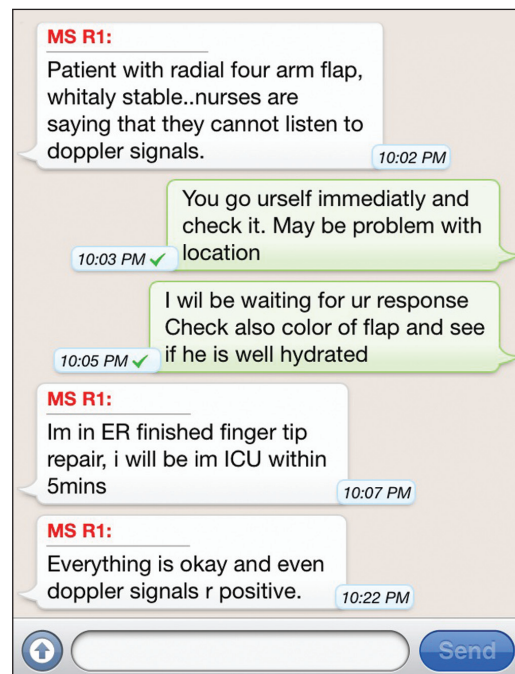 MS R1:
Patient with radial four arm flap,
whitaly stable..nurses are
saying that they cannot listen to
doppler signals.
10:02 PM
You go urself immediatly and
check it. May be problem with
location
10:03 PM
I wil be waiting for ur response
Check also color of flap and see
if he is well hydrated
10:05 PM
MS R1:
Im in ER finished finger tip
repair, i will be im ICU within
5mins
10:07 PM
MS R1:
Everything is okay and even
doppler signals r positive.
10:22 PM
Send